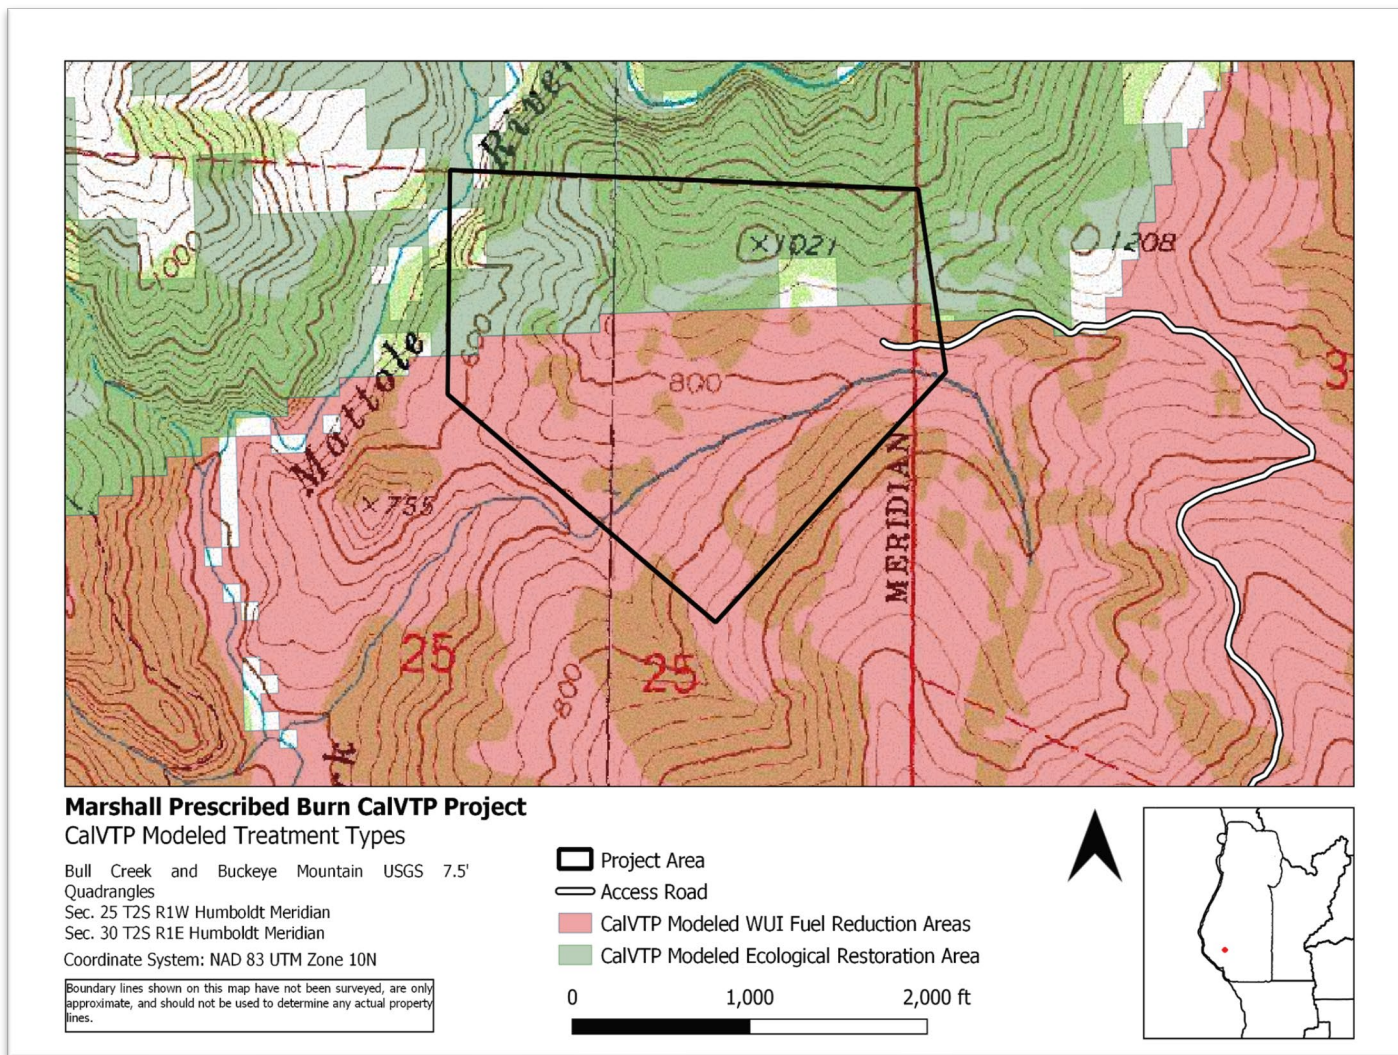 River
1000
×1021
1208
Mattole
600
800
3
×755
MERIDIAN
25
25
800
rk
Marshall Prescribed Burn CalVTP Project
CalVTP Modeled Treatment Types
Bull Creek and Buckeye Mountain USGS 7.5'
Quadrangles
Sec. 25 T2S R1W Humboldt Meridian
Sec. 30 T2S R1E Humboldt Meridian
Coordinate System: NAD 83 UTM Zone 10N
Boundary lines shown on this map have not been surveyed, are only
approximate, and should not be used to determine any actual property
lines.
Project Area
Access Road
CalVTP Modeled WUI Fuel Reduction Areas
CalVTP Modeled Ecological Restoration Area
0 1,000 2,000 ft